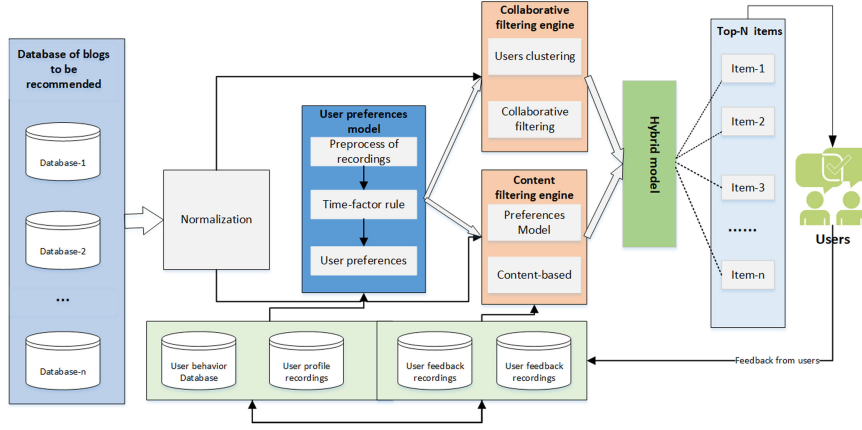 Database of blogs
to be
recommended
Database-1
Database-2
...
Database-n
Normalization
User preferences
model
Preprocess of
recordings
Time-factor rule
User preferences
Collaborative
filtering engine
Users clustering
Collaborative
filtering
Content
filtering engine
Preferences
Model
Content-based
Hybrid model
Top-N items
Item-1
Item-2
Item-3
......
Item-n
Users
Feedback from users
User behavior
Database
User profile
recordings
User feedback
recordings
User feedback
recordings